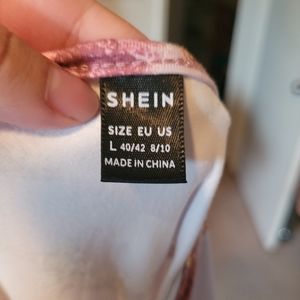 SHEIN
SIZE EU US
L 40/42 8/10
MADE IN CHINA